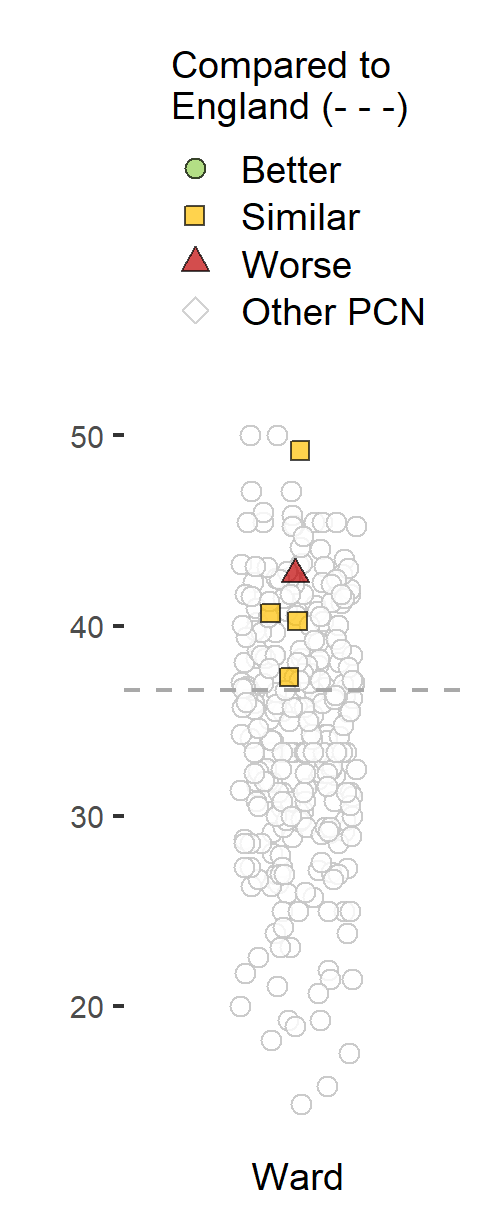 Compared to
England (- - -)
Better
Similar
Worse
Other PCN
50
40
30
20
Ward